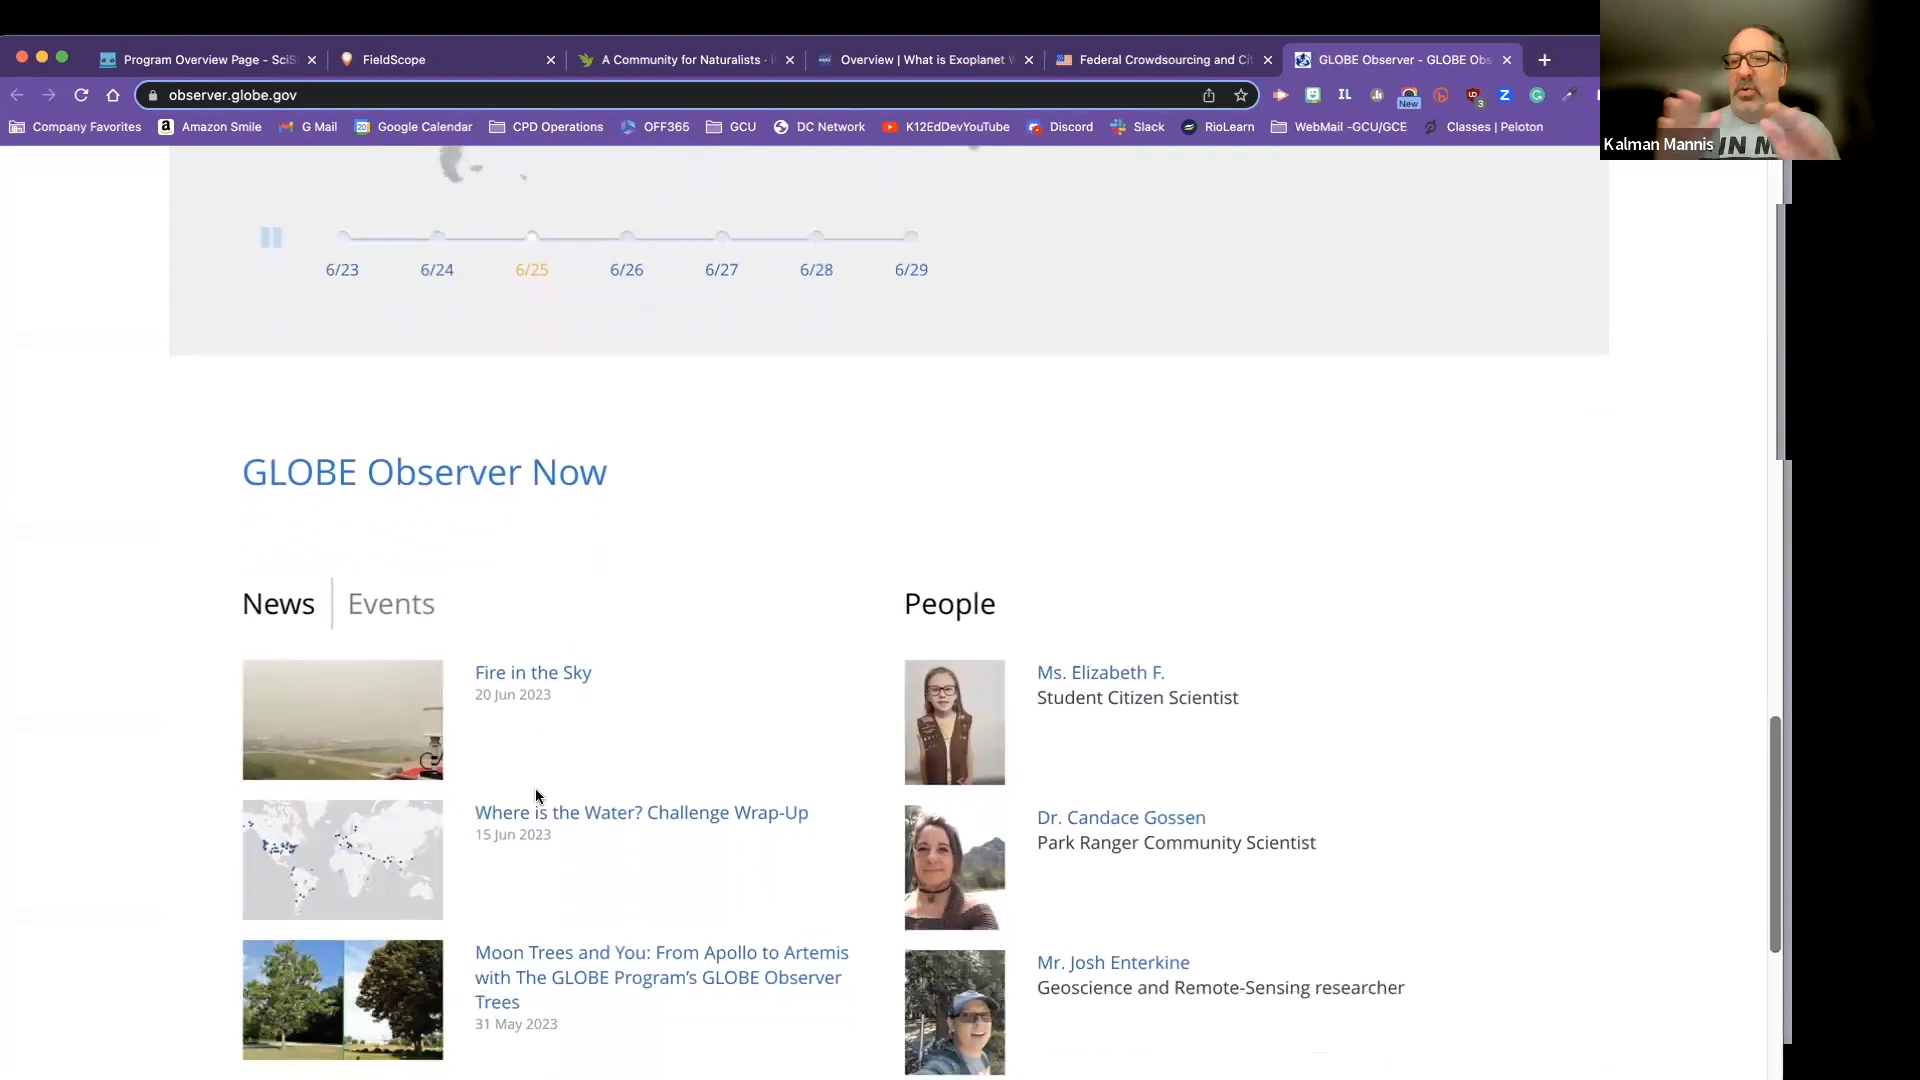 Program Overview Page - SciS
FieldScope
A Community for Naturalists · i
Overview | What is Exoplanet W
Federal Crowdsourcing and Cit
GLOBE Observer - GLOBE Obs
observer.globe.gov
IL
New
3
Company Favorites
Amazon Smile
G Mail
Google Calendar
CPD Operations
OFF365
GCU
DC Network
K12EdDevYouTube
Discord
Slack
RioLearn
WebMail -GCU/GCE
Classes | Peloton
Kalman Mannis
IN M
6/23
6/24
6/25
6/26
6/27
6/28
6/29
GLOBE Observer Now
News
Events
Fire in the Sky
20 Jun 2023
Where is the Water? Challenge Wrap-Up
15 Jun 2023
Moon Trees and You: From Apollo to Artemis
with The GLOBE Program's GLOBE Observer
Trees
31 May 2023
People
Ms. Elizabeth F.
Student Citizen Scientist
Dr. Candace Gossen
Park Ranger Community Scientist
Mr. Josh Enterkine
Geoscience and Remote-Sensing researcher